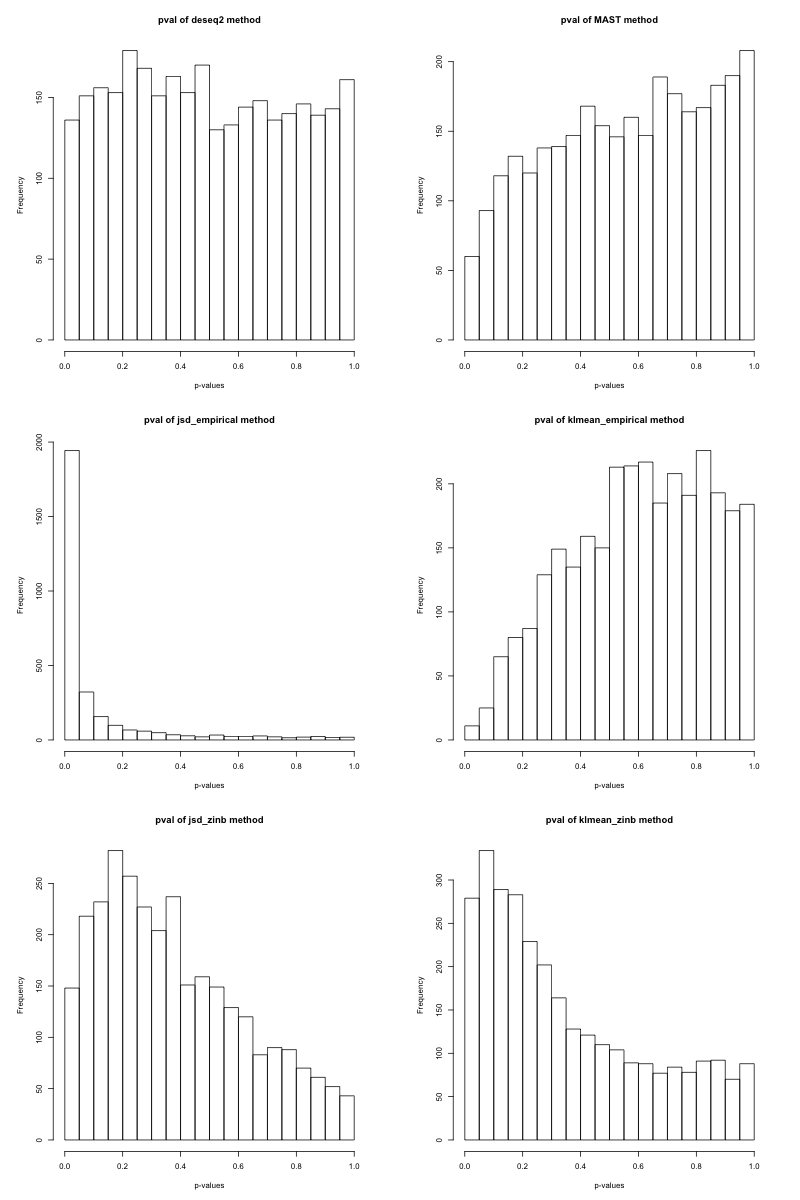 pval of deseq2 method
Frequency
0
50
100
150
0.0 0.2 0.4 0.6 0.8 1.0
p-values
pval of MAST method
Frequency
0
50
100
150
200
0.0 0.2 0.4 0.6 0.8 1.0
p-values
pval of jsd_empirical method
Frequency
0
500
1000
1500
2000
0.0 0.2 0.4 0.6 0.8 1.0
p-values
pval of klmean_empirical method
Frequency
0
50
100
150
200
0.0 0.2 0.4 0.6 0.8 1.0
p-values
pval of jsd_zinb method
Frequency
0
50
100
150
200
250
0.0 0.2 0.4 0.6 0.8 1.0
p-values
pval of klmean_zinb method
Frequency
0
50
100
150
200
250
300
0.0 0.2 0.4 0.6 0.8 1.0
p-values